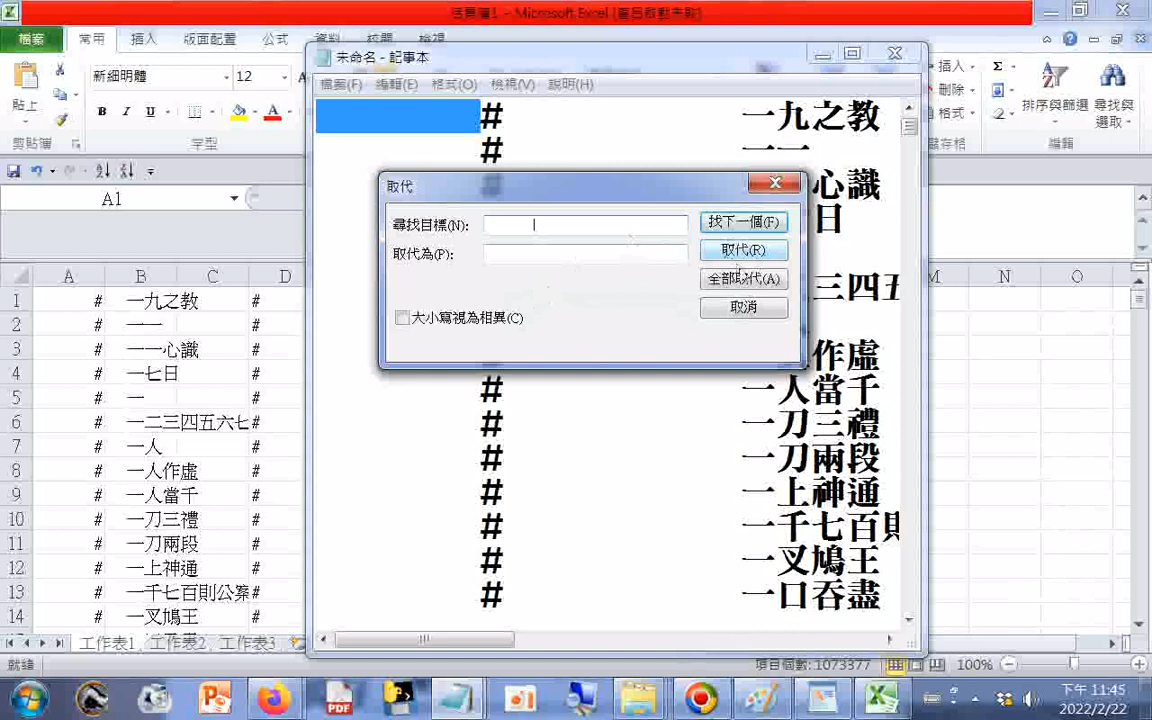 活頁簿1 - Microsoft Excel (產品啟動失敗)
檔案 常用 插入 版面配置 公式 資料 校閱 檢視
未命名 - 記事本
檔案(F) 編輯(E) 格式(O) 檢視(V) 說明(H)
新細明體 12
貼上
B I U
剪貼簿 字型
插入
刪除
格式
Σ
排序與篩選 尋找與
選取
儲存格 編輯
A1
取代
尋找目標(N):
取代為(P):
大小寫視為相異(C)
找下一個(F)
取代(R)
全部取代(A)
取消
# 一九之教
# 一一
# 心識
日
三四五
作虛
# 一人當千
# 一刀三禮
# 一刀兩段
# 一上神通
# 一千七百則
# 一叉鳩王
# 一口吞盡
A B C D M N O
1 # 一九之教 #
2 # 一一 #
3 # 一一心識 #
4 # 一七日 #
5 # 一 #
6 # 一二三四五六七 #
7 # 一人 #
8 # 一人作虛 #
9 # 一人當千 #
10 # 一刀三禮 #
11 # 一刀兩段 #
12 # 一上神通 #
13 # 一千七百則公案 #
14 # 一叉鳩王 #
工作表1 工作表2 工作表3
就緒 項目個數: 1073377 100%
下午 11:45
2022/2/22